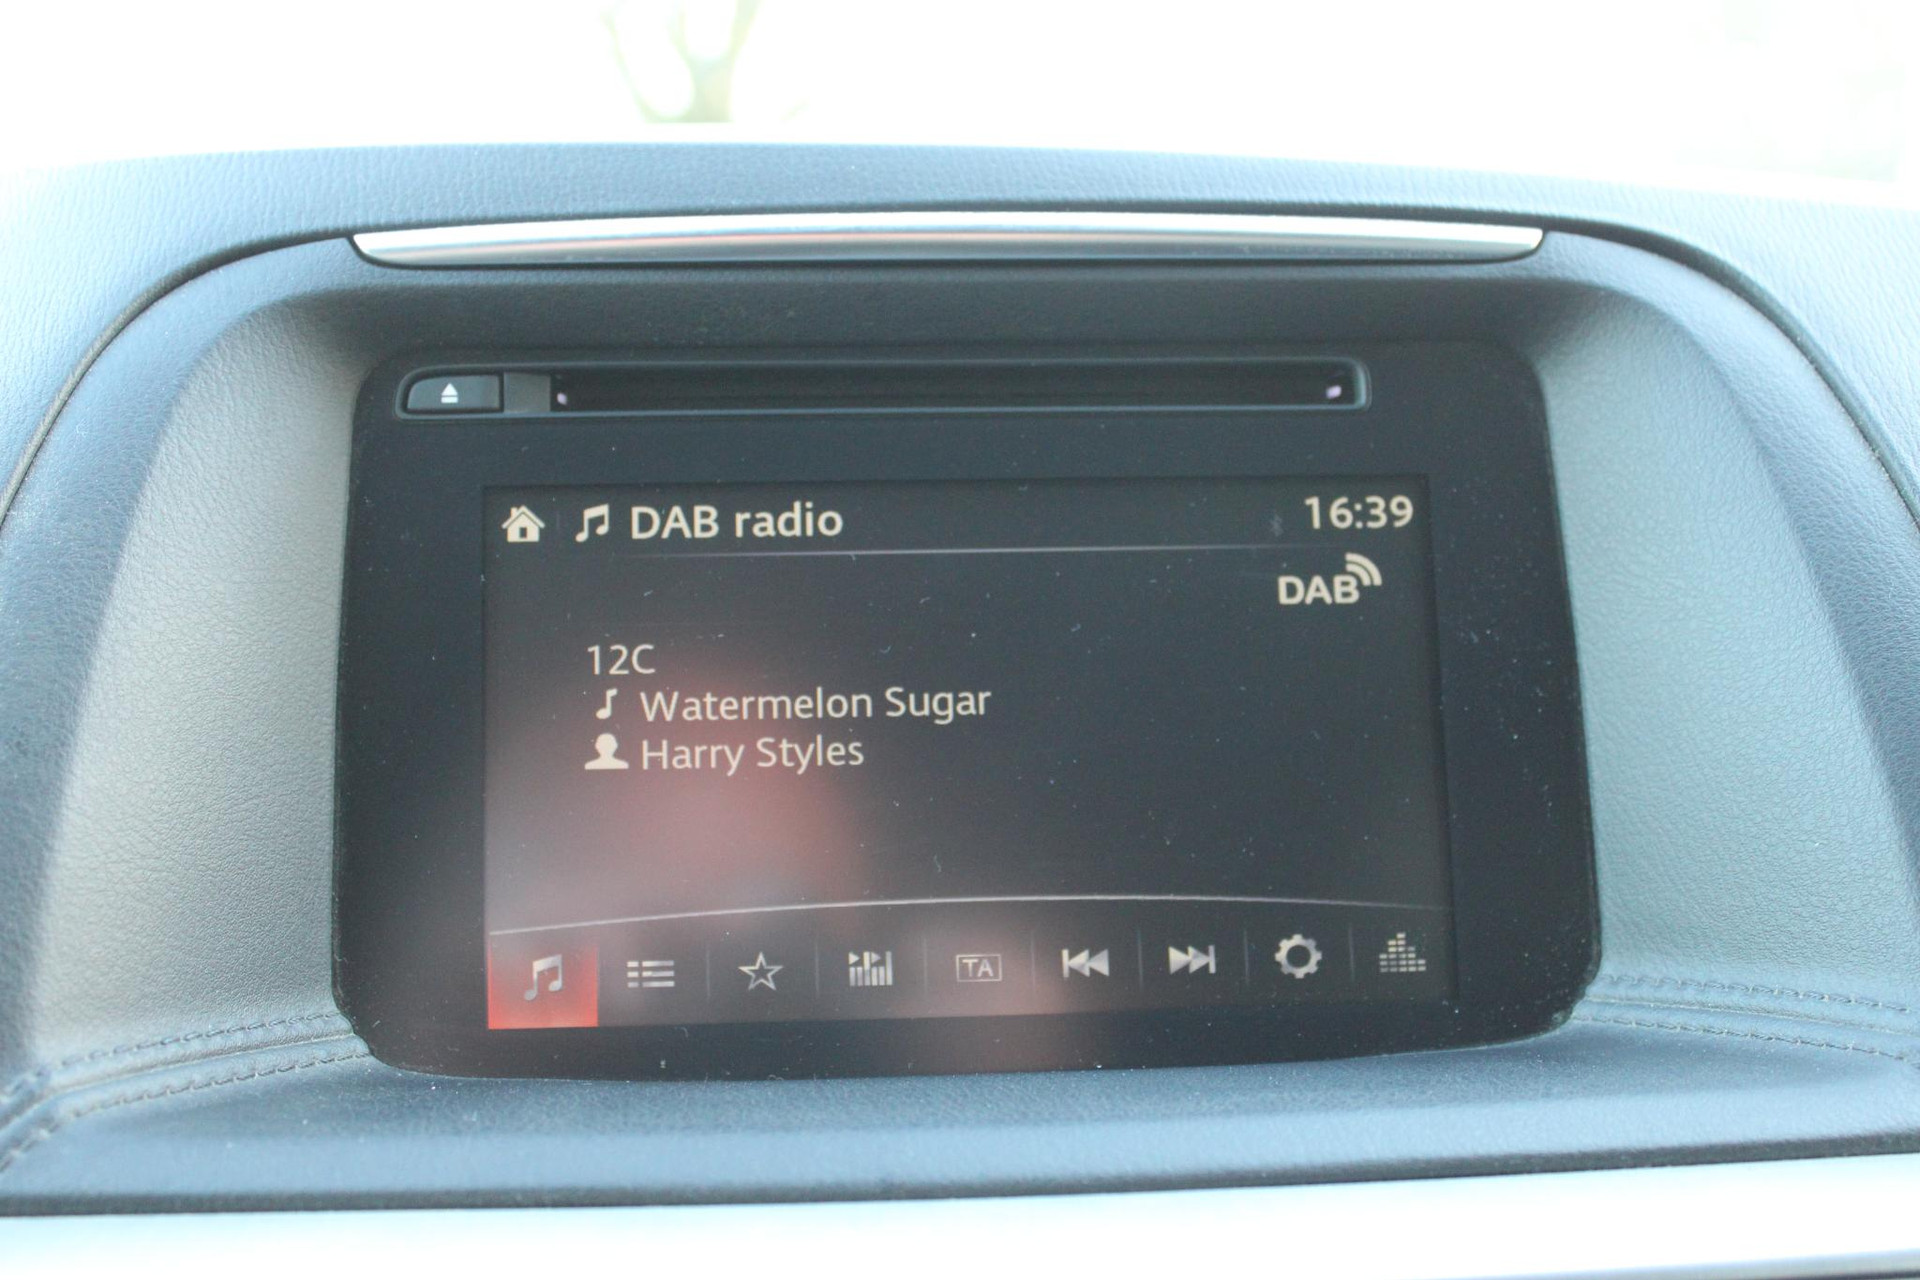 DAB radio
16:39
DAB
12C
Watermelon Sugar
Harry Styles
TA